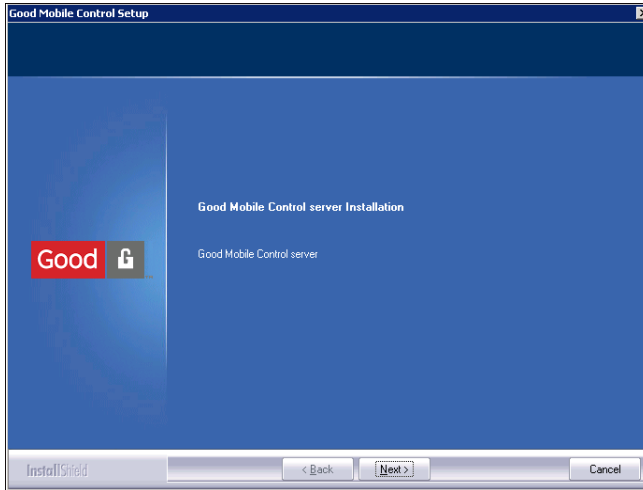 Good Mobile Control Setup
Good Mobile Control server Installation
Good Mobile Control server
Good
InstallShield
< Back
Next >
Cancel